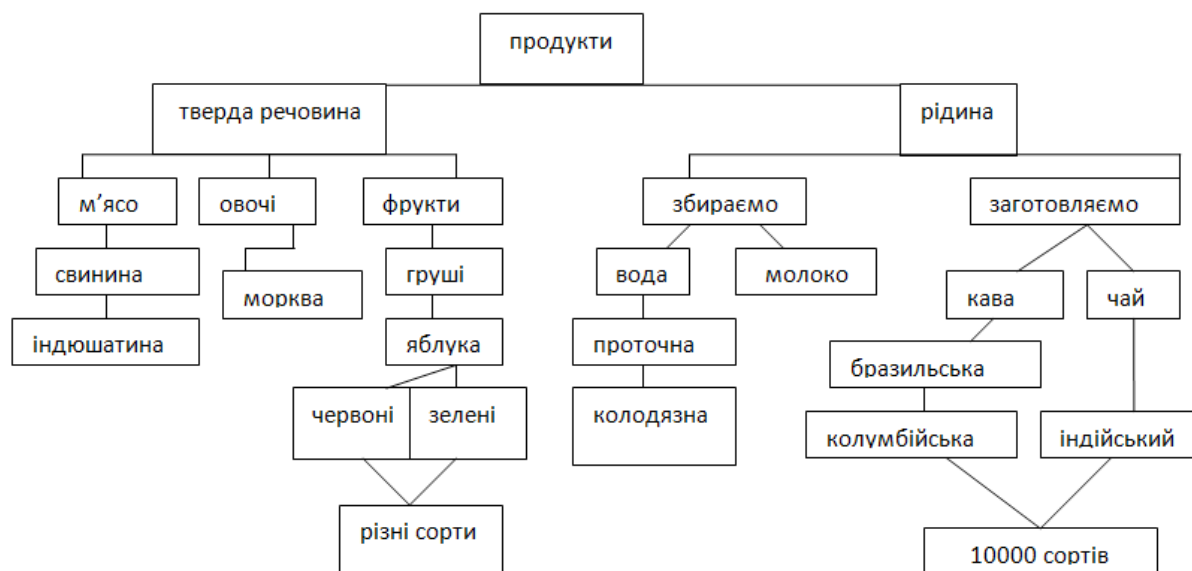 продукти
тверда речовина
рідина
м’ясо
овочі
фрукти
збираємо
заготовляємо
свинина
морква
груші
вода
молоко
кава
чай
індюшатина
яблука
проточна
бразильська
червоні
зелені
колодязна
колумбійська
індійський
різні сорти
10000 сортів